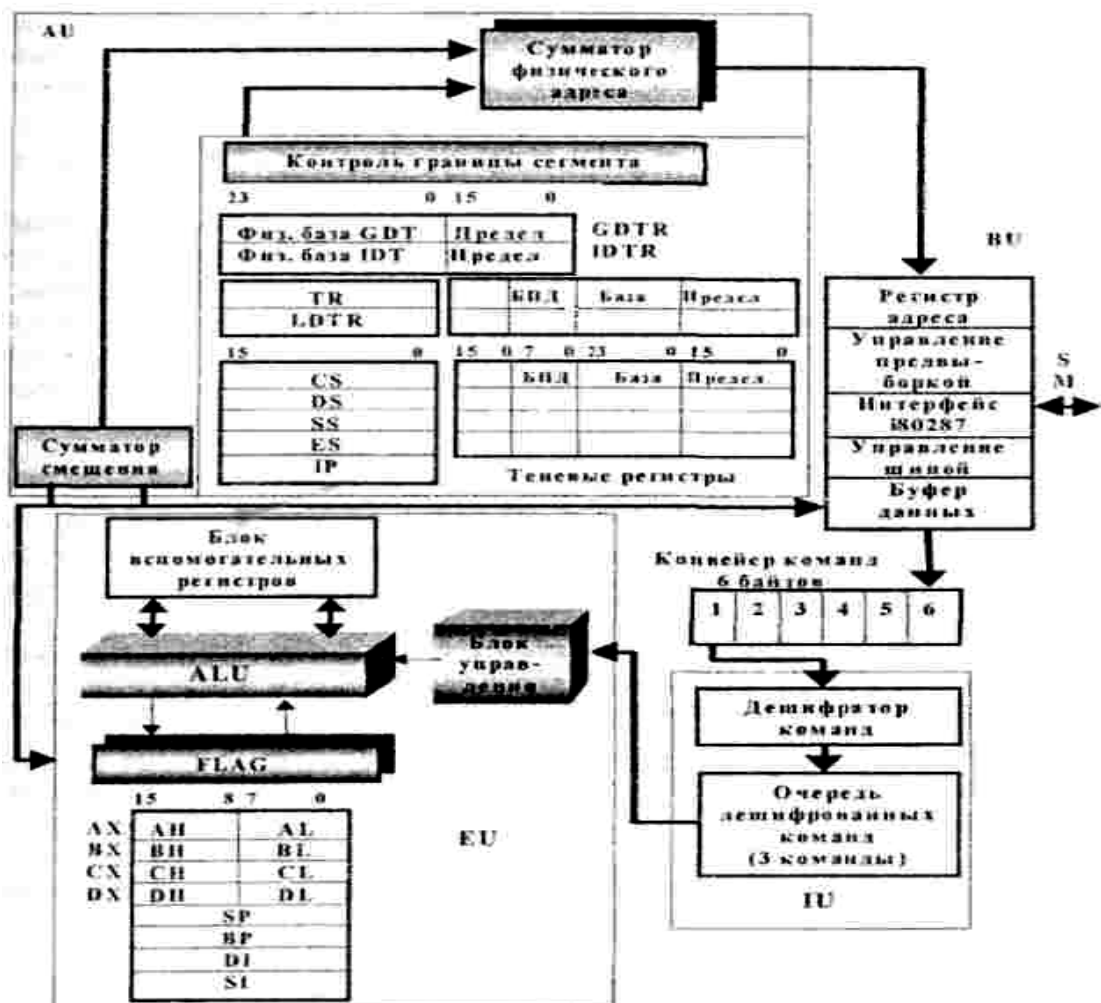 AU
Сумматор
физического
адреса
Контроль границы сегмента
23 0 15 0
Физ. база GDT Предел GDTR
Физ. база IDT Предел IDTR
BU
TR БПД База Предел
LDTR
15 0 15 0 7 0 23 0 15 0
CS БПД База Предел
DS
SS
ES
IP
Теневые регистры
Сумматор
смещения
Регистр
адреса
Управление
предвы-
боркой
Интерфейс
i80287
Управление
шиной
Буфер
данных
S
M
Блок
вспомогательных
регистров
Конвейер команд
6 байтов
1 2 3 4 5 6
ALU
Блок
управ-
ления
FLAG
Дешифратор
команд
Очередь
дешифрованных
команд
(3 команды)
IU
EU
15 8 7 0
AX AH AL
BX BH BL
CX CH CL
DX DH DL
SP
BP
DI
SI